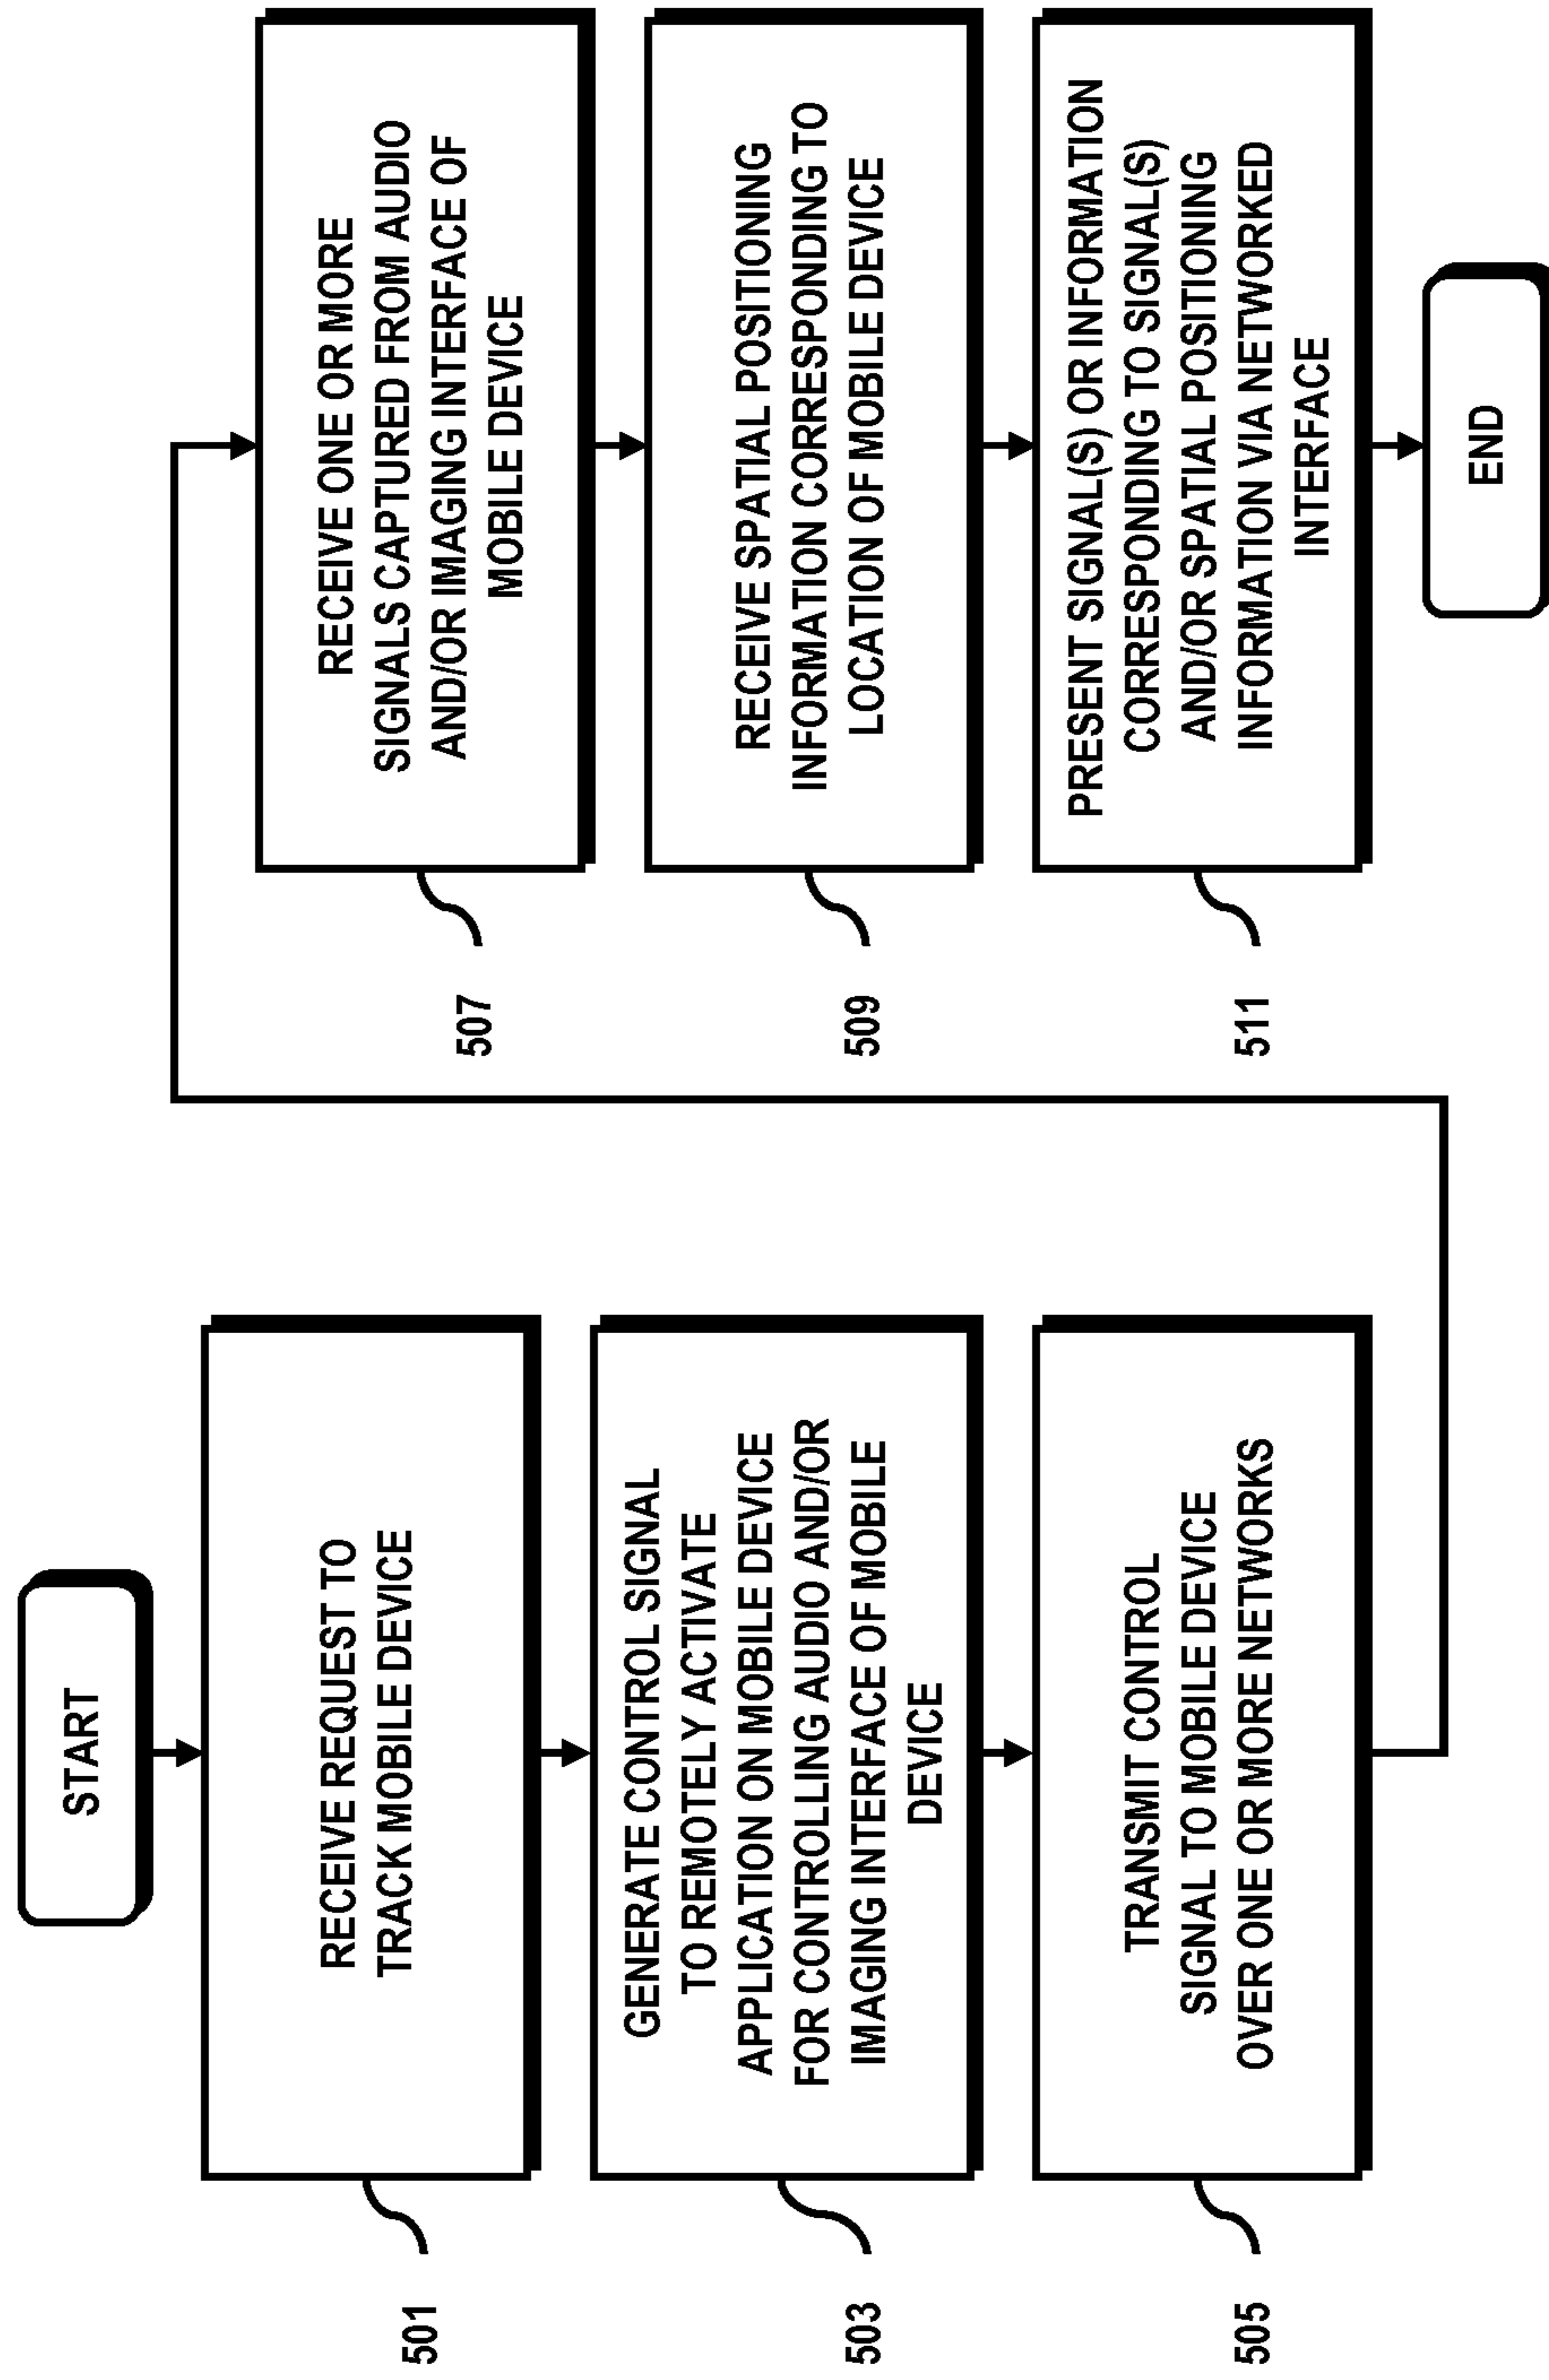 START
RECEIVE REQUEST TO
TRACK MOBILE DEVICE
501
GENERATE CONTROL SIGNAL
TO REMOTELY ACTIVATE
APPLICATION ON MOBILE DEVICE
FOR CONTROLLING AUDIO AND/OR
IMAGING INTERFACE OF MOBILE
DEVICE
503
TRANSMIT CONTROL
SIGNAL TO MOBILE DEVICE
OVER ONE OR MORE NETWORKS
505
RECEIVE ONE OR MORE
SIGNALS CAPTURED FROM AUDIO
AND/OR IMAGING INTERFACE OF
MOBILE DEVICE
507
RECEIVE SPATIAL POSITIONING
INFORMATION CORRESPONDING TO
LOCATION OF MOBILE DEVICE
509
PRESENT SIGNAL(S) OR INFORMATION
CORRESPONDING TO SIGNAL(S)
AND/OR SPATIAL POSITIONING
INFORMATION VIA NETWORKED
INTERFACE
511
END